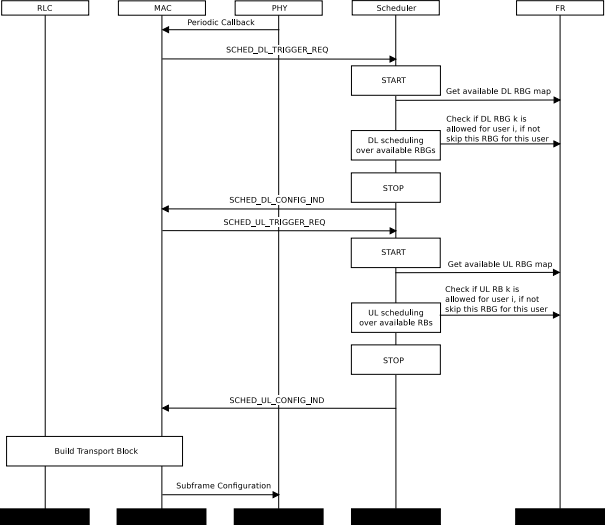 RLC MAC PHY Scheduler FR
Periodic Callback
SCHED_DL_TRIGGER_REQ
START
Get available DL RBG map
Check if DL RBG k is
allowed for user i, if not
skip this RBG for this user
DL scheduling
over available RBGs
STOP
SCHED_DL_CONFIG_IND
SCHED_UL_TRIGGER_REQ
START
Get available UL RBG map
Check if UL RB k is
allowed for user i, if not
skip this RBG for this user
UL scheduling
over available RBs
STOP
SCHED_UL_CONFIG_IND
Build Transport Block
Subframe Configuration